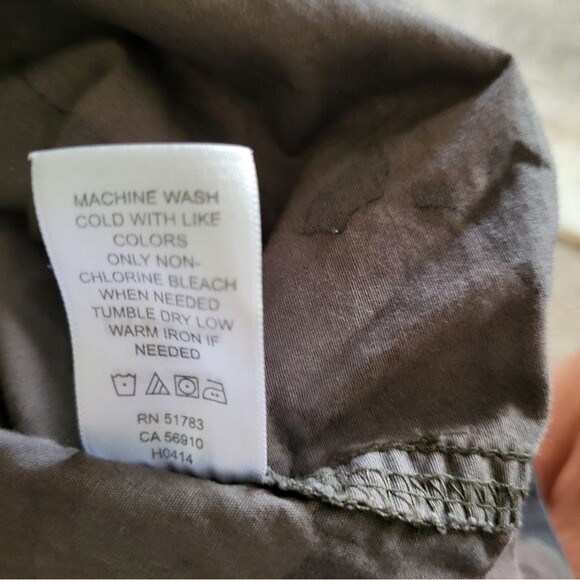 MACHINE WASH
COLD WITH LIKE
COLORS
ONLY NON-
CHLORINE BLEACH
WHEN NEEDED
TUMBLE DRY LOW
WARM IRON IF
NEEDED
RN 51783
CA 56910
H0414